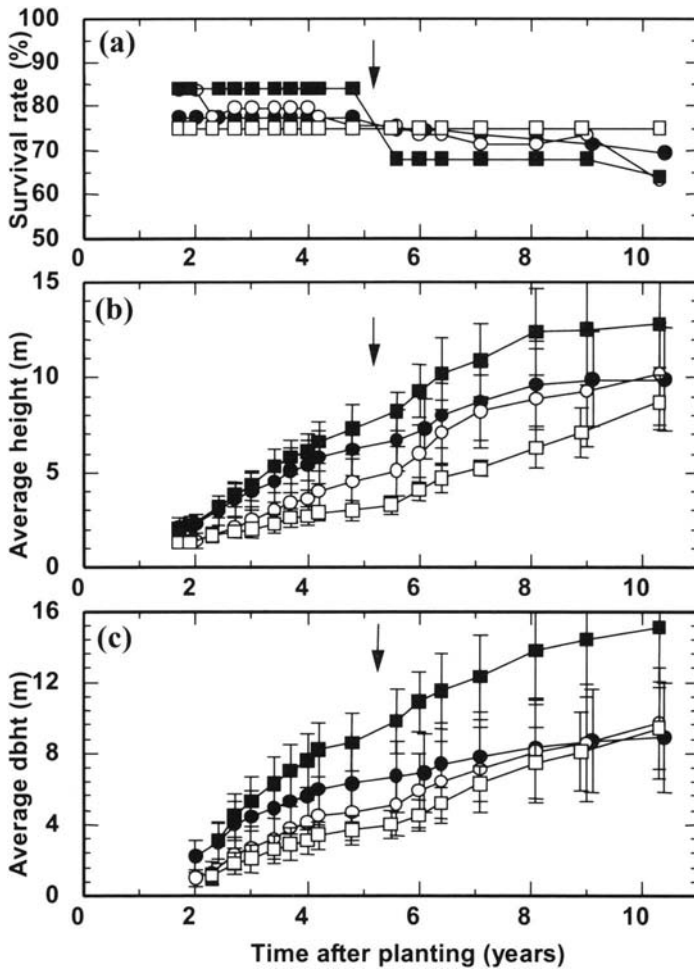 (a)
Survival rate (%)
100
90
80
70
60
50
0 2 4 6 8 10
(b)
Average height (m)
15
10
5
0
0 2 4 6 8 10
(c)
Average dbht (m)
16
12
8
4
0
0 2 4 6 8 10
Time after planting (years)